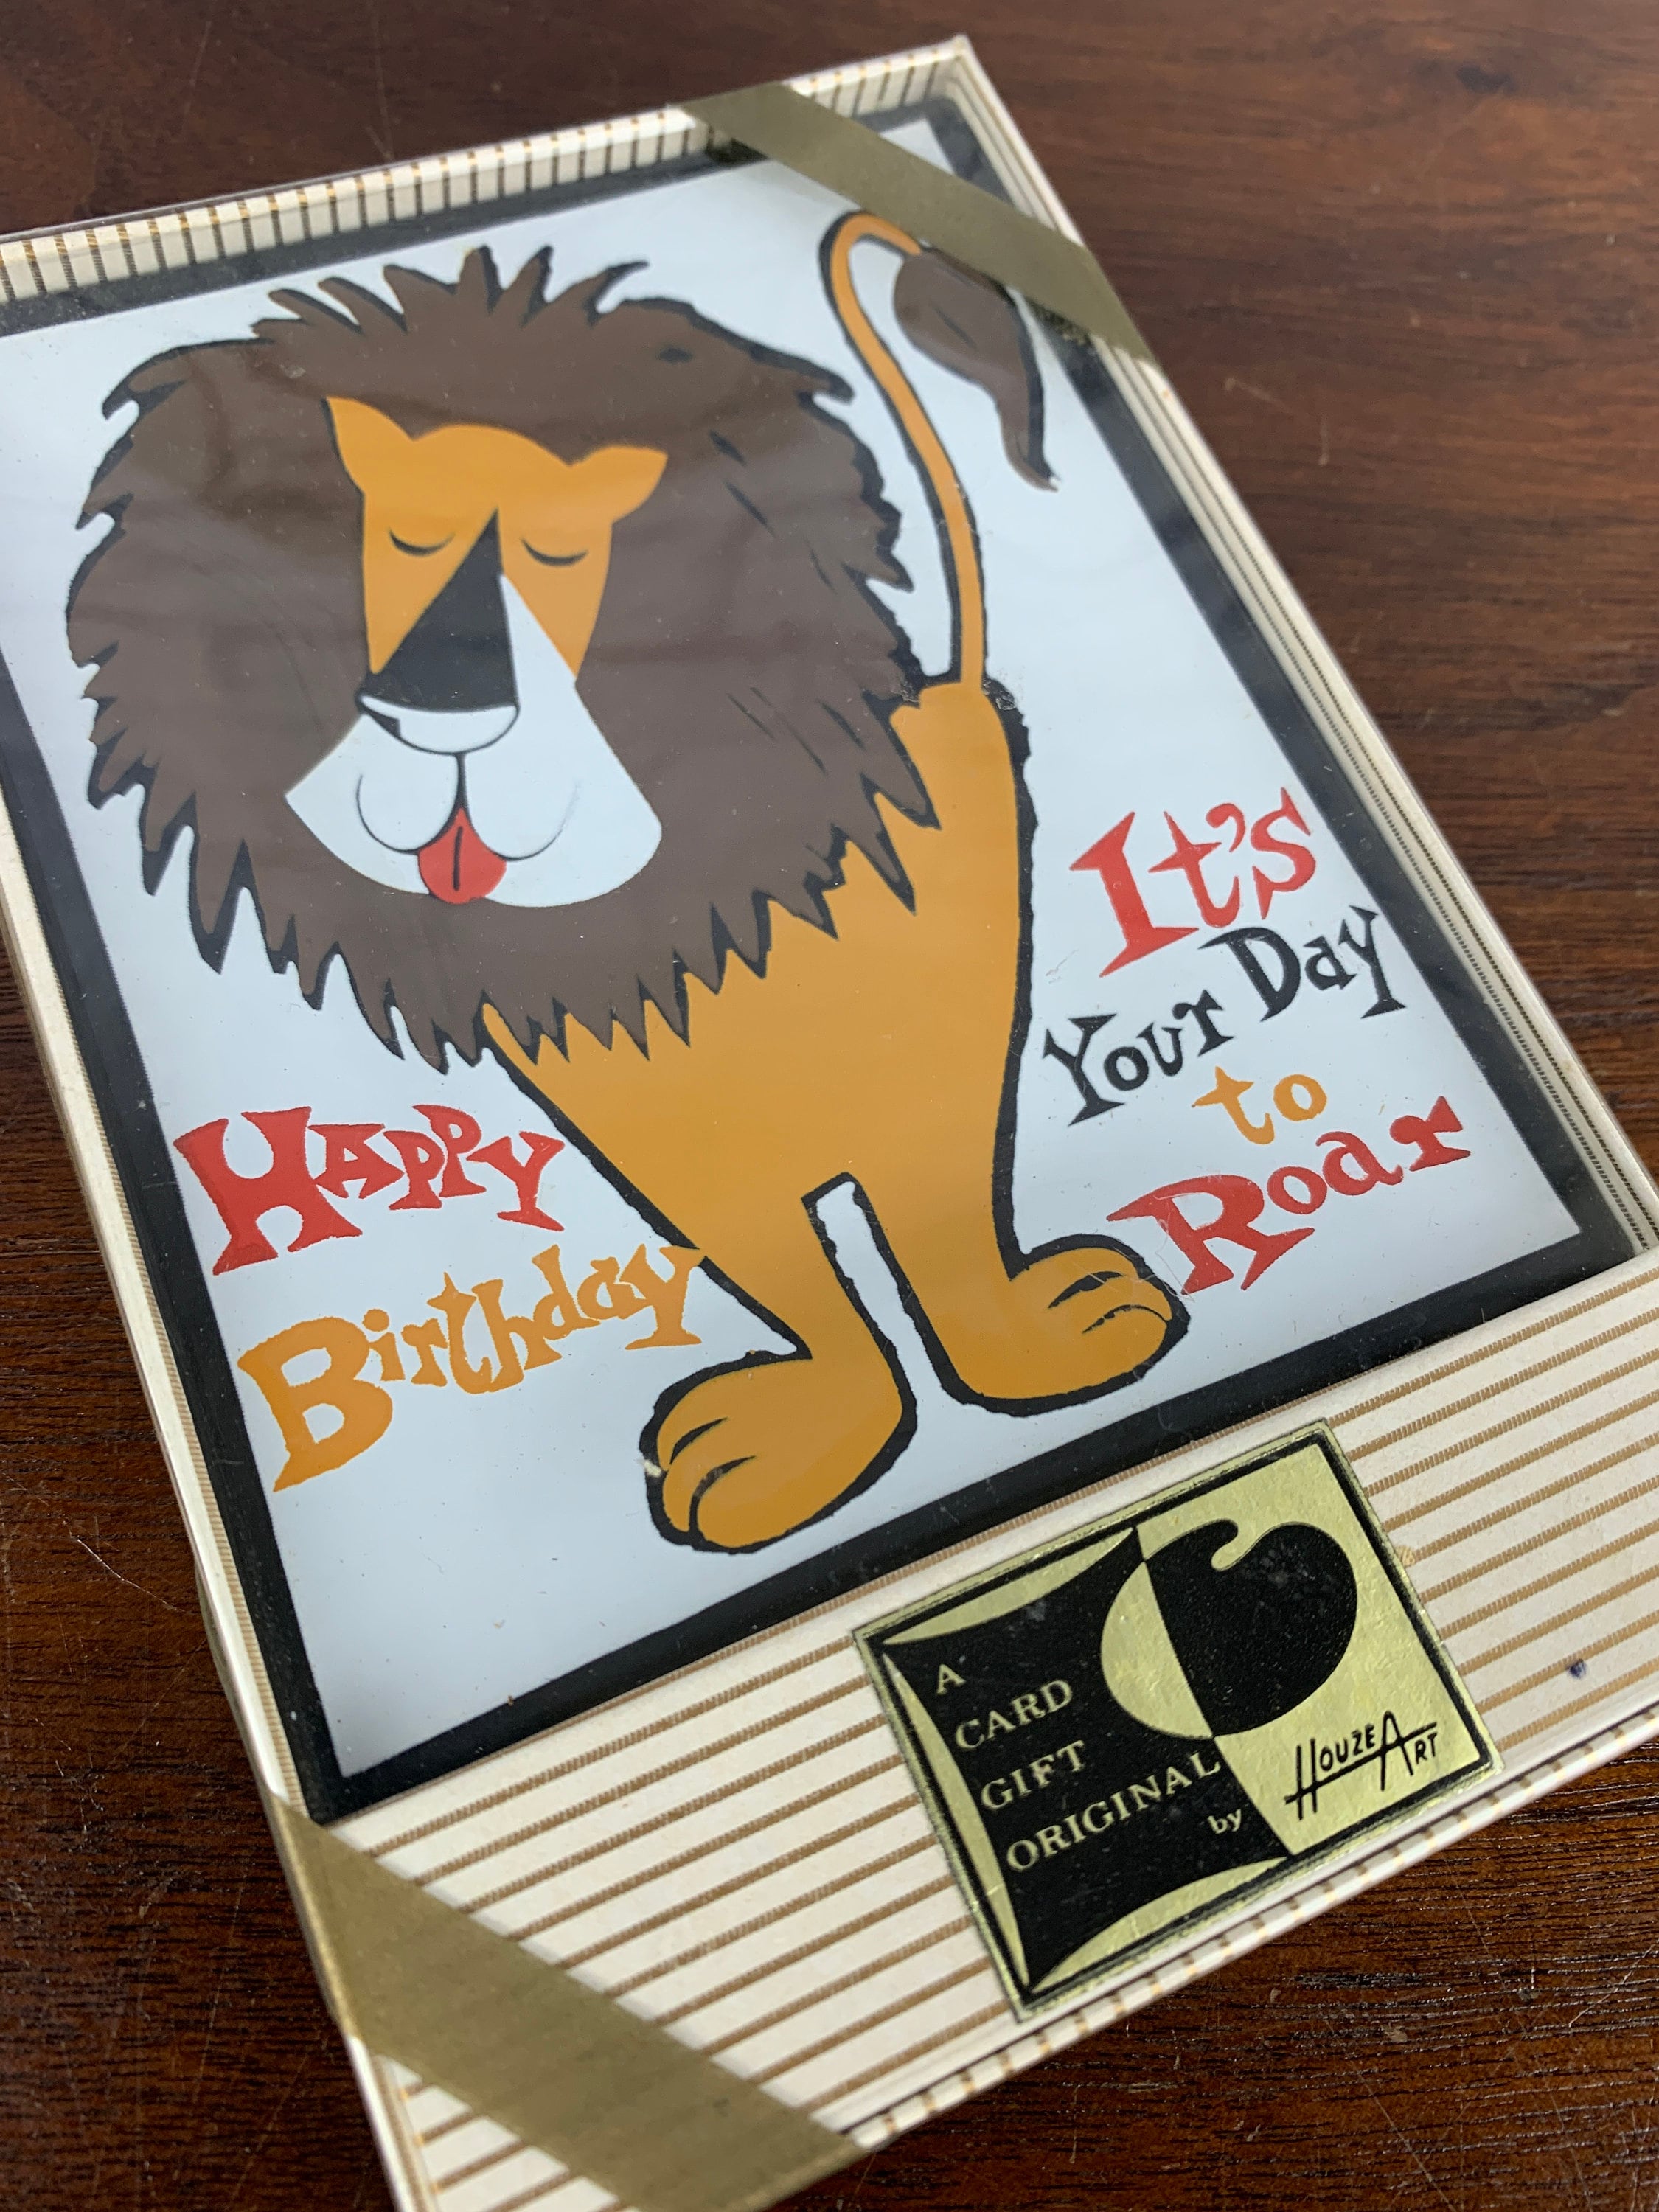 Happy
Birthday
It's
Your Day
to
Roar
A
CARD
GIFT
ORIGINAL
by
HOUZE ART